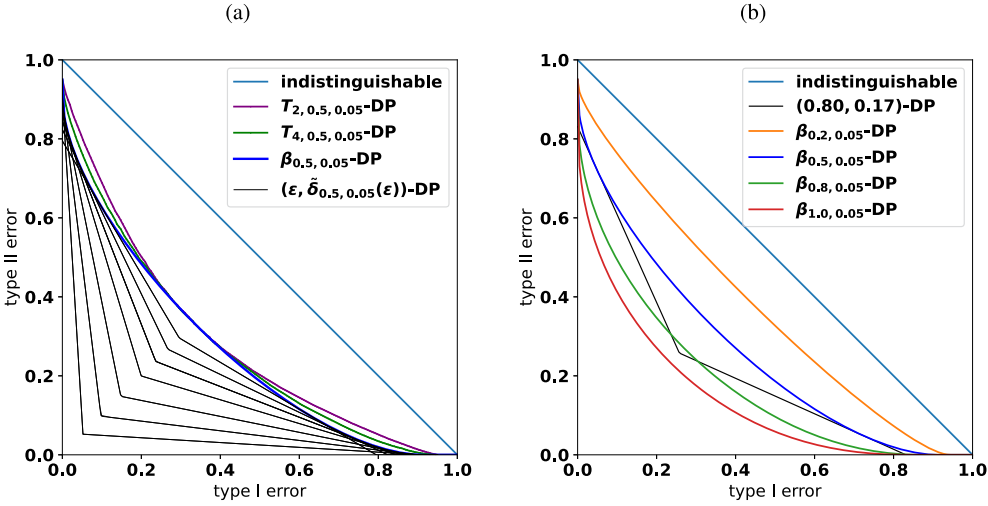 (a)
1.0
0.8
0.6
0.4
0.2
0.0
0.0 0.2 0.4 0.6 0.8 1.0
type II error
type I error
indistinguishable
T2, 0.5, 0.05-DP
T4, 0.5, 0.05-DP
β0.5, 0.05-DP
(ε, δ̃0.5, 0.05(ε))-DP
(b)
1.0
0.8
0.6
0.4
0.2
0.0
0.0 0.2 0.4 0.6 0.8 1.0
type II error
type I error
indistinguishable
(0.80, 0.17)-DP
β0.2, 0.05-DP
β0.5, 0.05-DP
β0.8, 0.05-DP
β1.0, 0.05-DP